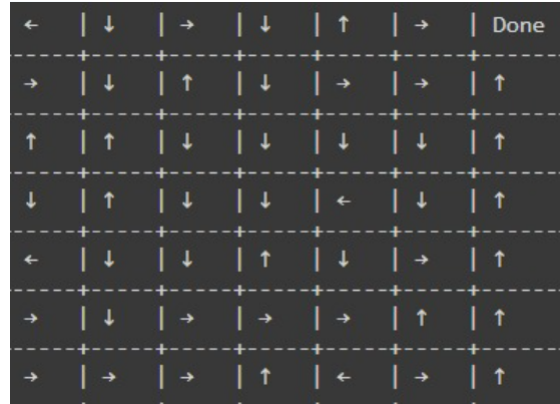 ← | ↓ | → | ↓ | ↑ | → | Done
-----+-----+-----+-----+-----+-----+------
→ | ↓ | ↑ | ↓ | → | → | ↑
-----+-----+-----+-----+-----+-----+------
↑ | ↑ | ↓ | ↓ | ↓ | ↓ | ↑
-----+-----+-----+-----+-----+-----+------
↓ | ↑ | ↓ | ↓ | ← | ↓ | ↑
-----+-----+-----+-----+-----+-----+------
← | ↓ | ↓ | ↑ | ↓ | → | ↑
-----+-----+-----+-----+-----+-----+------
→ | ↓ | → | → | → | ↑ | ↑
-----+-----+-----+-----+-----+-----+------
→ | → | → | ↑ | ← | → | ↑